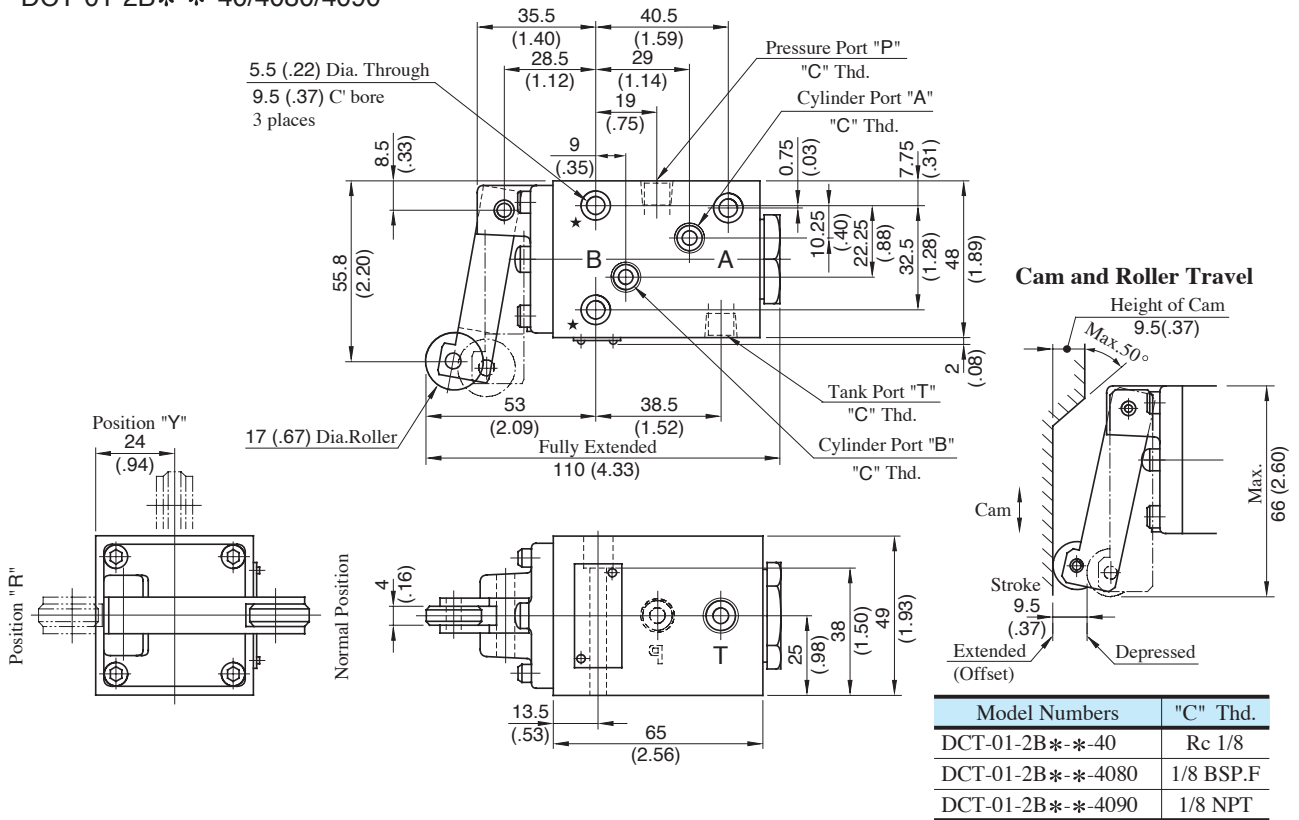 DCT-01-2B＊-＊-40/4080/4090
35.5
(1.40)
40.5
(1.59)
28.5
(1.12)
29
(1.14)
19
(.75)
9
(.35)
Pressure Port "P"
"C" Thd.
Cylinder Port "A"
"C" Thd.
5.5 (.22) Dia. Through
9.5 (.37) C' bore
3 places
8.5
(.33)
55.8
(2.20)
0.75
(.03)
7.75
(.31)
10.25
(.40)
22.25
(.88)
32.5
(1.28)
48
(1.89)
★
B
A
★
2
(.08)
17 (.67) Dia.Roller
53
(2.09)
38.5
(1.52)
Fully Extended
110 (4.33)
Tank Port "T"
"C" Thd.
Cylinder Port "B"
"C" Thd.
Cam and Roller Travel
Height of Cam
9.5(.37)
Max.50°
Cam
Max.
66 (2.60)
Stroke
9.5
(.37)
Extended
(Offset)
Depressed
Position "Y"
24
(.94)
Position "R"
Normal Position
4
(.16)
P
T
25
(.98)
38
(1.50)
49
(1.93)
13.5
(.53)
65
(2.56)
Model Numbers "C" Thd.
DCT-01-2B＊-＊-40 Rc 1/8
DCT-01-2B＊-＊-4080 1/8 BSP.F
DCT-01-2B＊-＊-4090 1/8 NPT